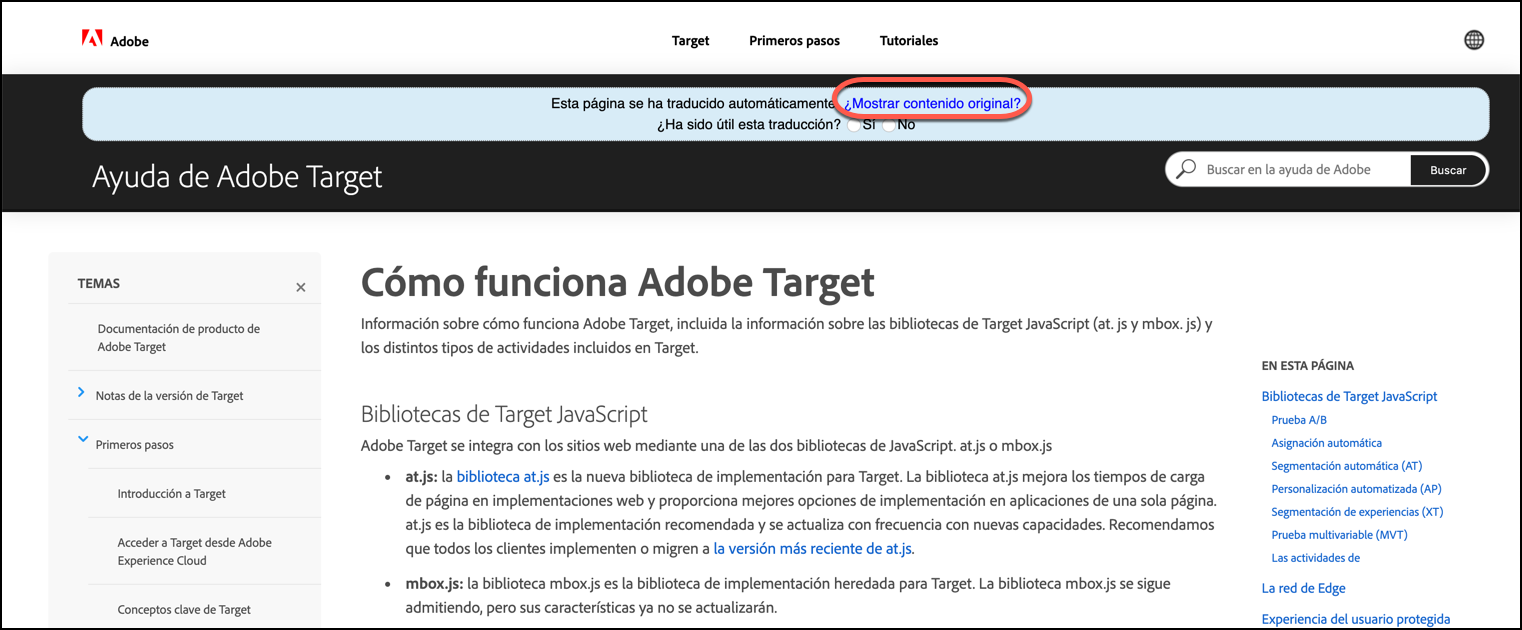 Adobe
Target
Primeros pasos
Tutoriales
Esta página se ha traducido automáticamente ¿Mostrar contenido original?
¿Ha sido útil esta traducción? Sí No
Ayuda de Adobe Target
Buscar en la ayuda de Adobe
Buscar
TEMAS
×
Documentación de producto de
Adobe Target
Notas de la versión de Target
Primeros pasos
Introducción a Target
Acceder a Target desde Adobe
Experience Cloud
Conceptos clave de Target
Cómo funciona Adobe Target
Información sobre cómo funciona Adobe Target, incluida la información sobre las bibliotecas de Target JavaScript (at. js y mbox. js) y
los distintos tipos de actividades incluidos en Target.
Bibliotecas de Target JavaScript
Adobe Target se integra con los sitios web mediante una de las dos bibliotecas de JavaScript. at.js o mbox.js
• at.js: la biblioteca at.js es la nueva biblioteca de implementación para Target. La biblioteca at.js mejora los tiempos de carga
de página en implementaciones web y proporciona mejores opciones de implementación en aplicaciones de una sola página.
at.js es la biblioteca de implementación recomendada y se actualiza con frecuencia con nuevas capacidades. Recomendamos
que todos los clientes implementen o migren a la versión más reciente de at.js.
• mbox.js: la biblioteca mbox.js es la biblioteca de implementación heredada para Target. La biblioteca mbox.js se sigue
admitiendo, pero sus características ya no se actualizarán.
EN ESTA PÁGINA
Bibliotecas de Target JavaScript
Prueba A/B
Asignación automática
Segmentación automática (AT)
Personalización automatizada (AP)
Segmentación de experiencias (XT)
Prueba multivariable (MVT)
Las actividades de
La red de Edge
Experiencia del usuario protegida